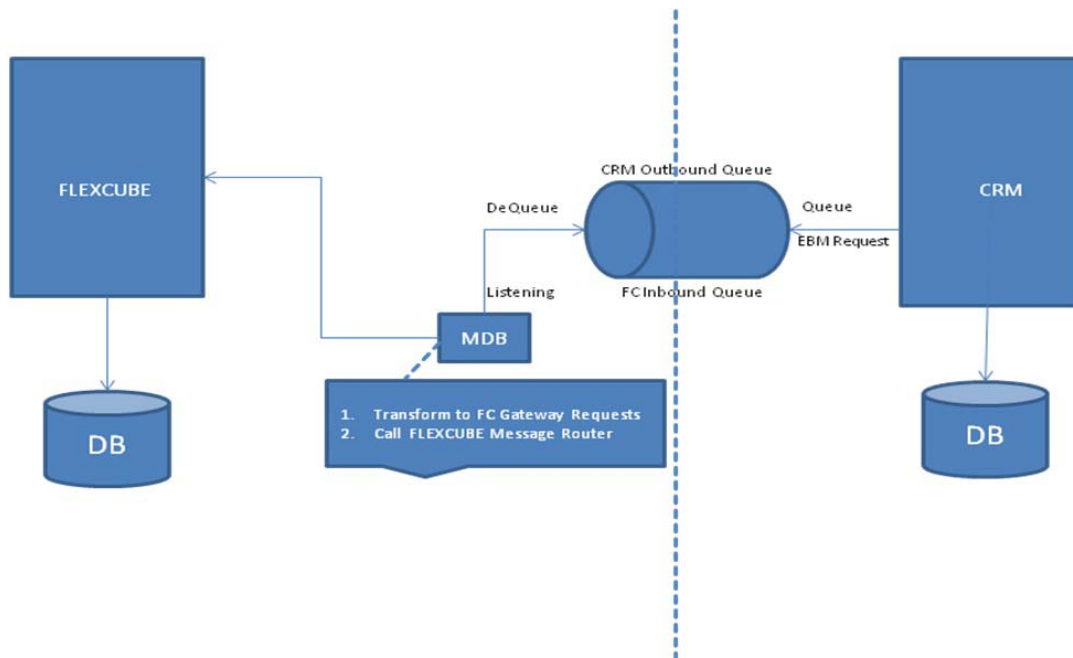 CRM Outbound Queue
FLEXCUBE
CRM
DeQueue
Queue
EBM Request
Listening
FC Inbound Queue
MDB
1. Transform to FC Gateway Requests
2. Call FLEXCUBE Message Router
DB
DB